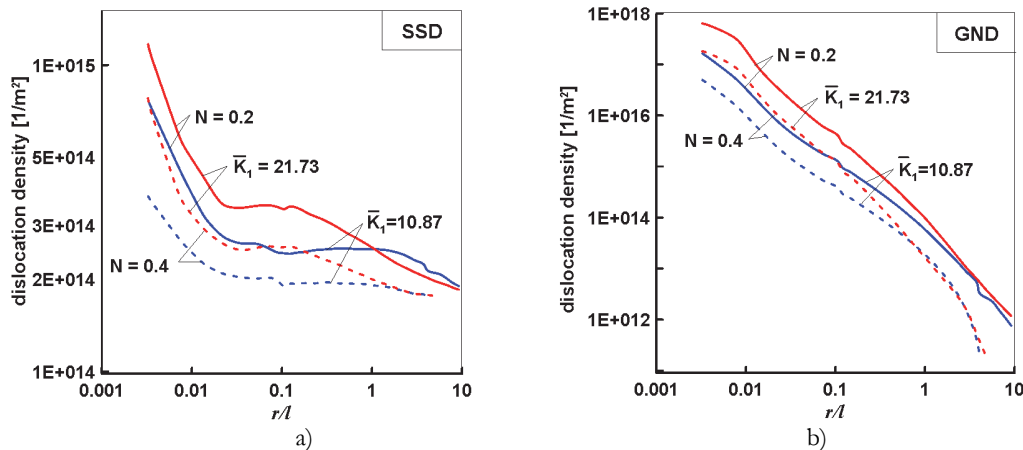 SSD
1E+015
5E+014
3E+014
2E+014
1E+014
dislocation density [1/m²]
N = 0.2
K̅₁ = 21.73
K̅₁=10.87
N = 0.4
0.001 0.01 0.1 1 10
r/l
a)
GND
1E+018
1E+016
1E+014
1E+012
dislocation density [1/m²]
N = 0.2
K̅₁ = 21.73
N = 0.4
K̅₁=10.87
0.001 0.01 0.1 1 10
r/l
b)